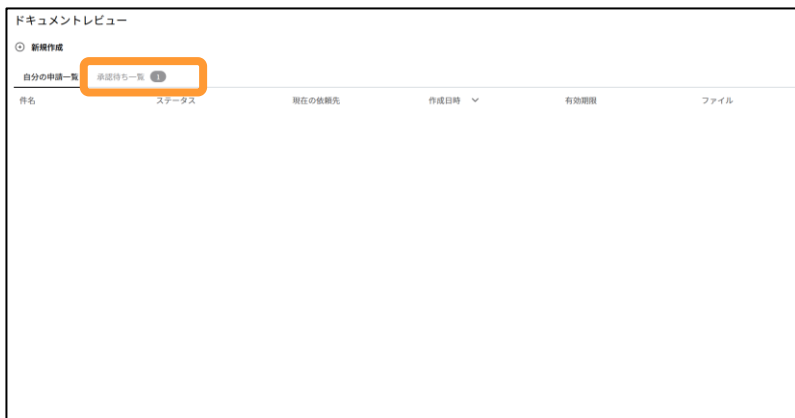 ドキュメントレビュー
新規作成
自分の申請一覧 承認待ち一覧 1
件名 ステータス 現在の依頼先 作成日時 有効期限 ファイル